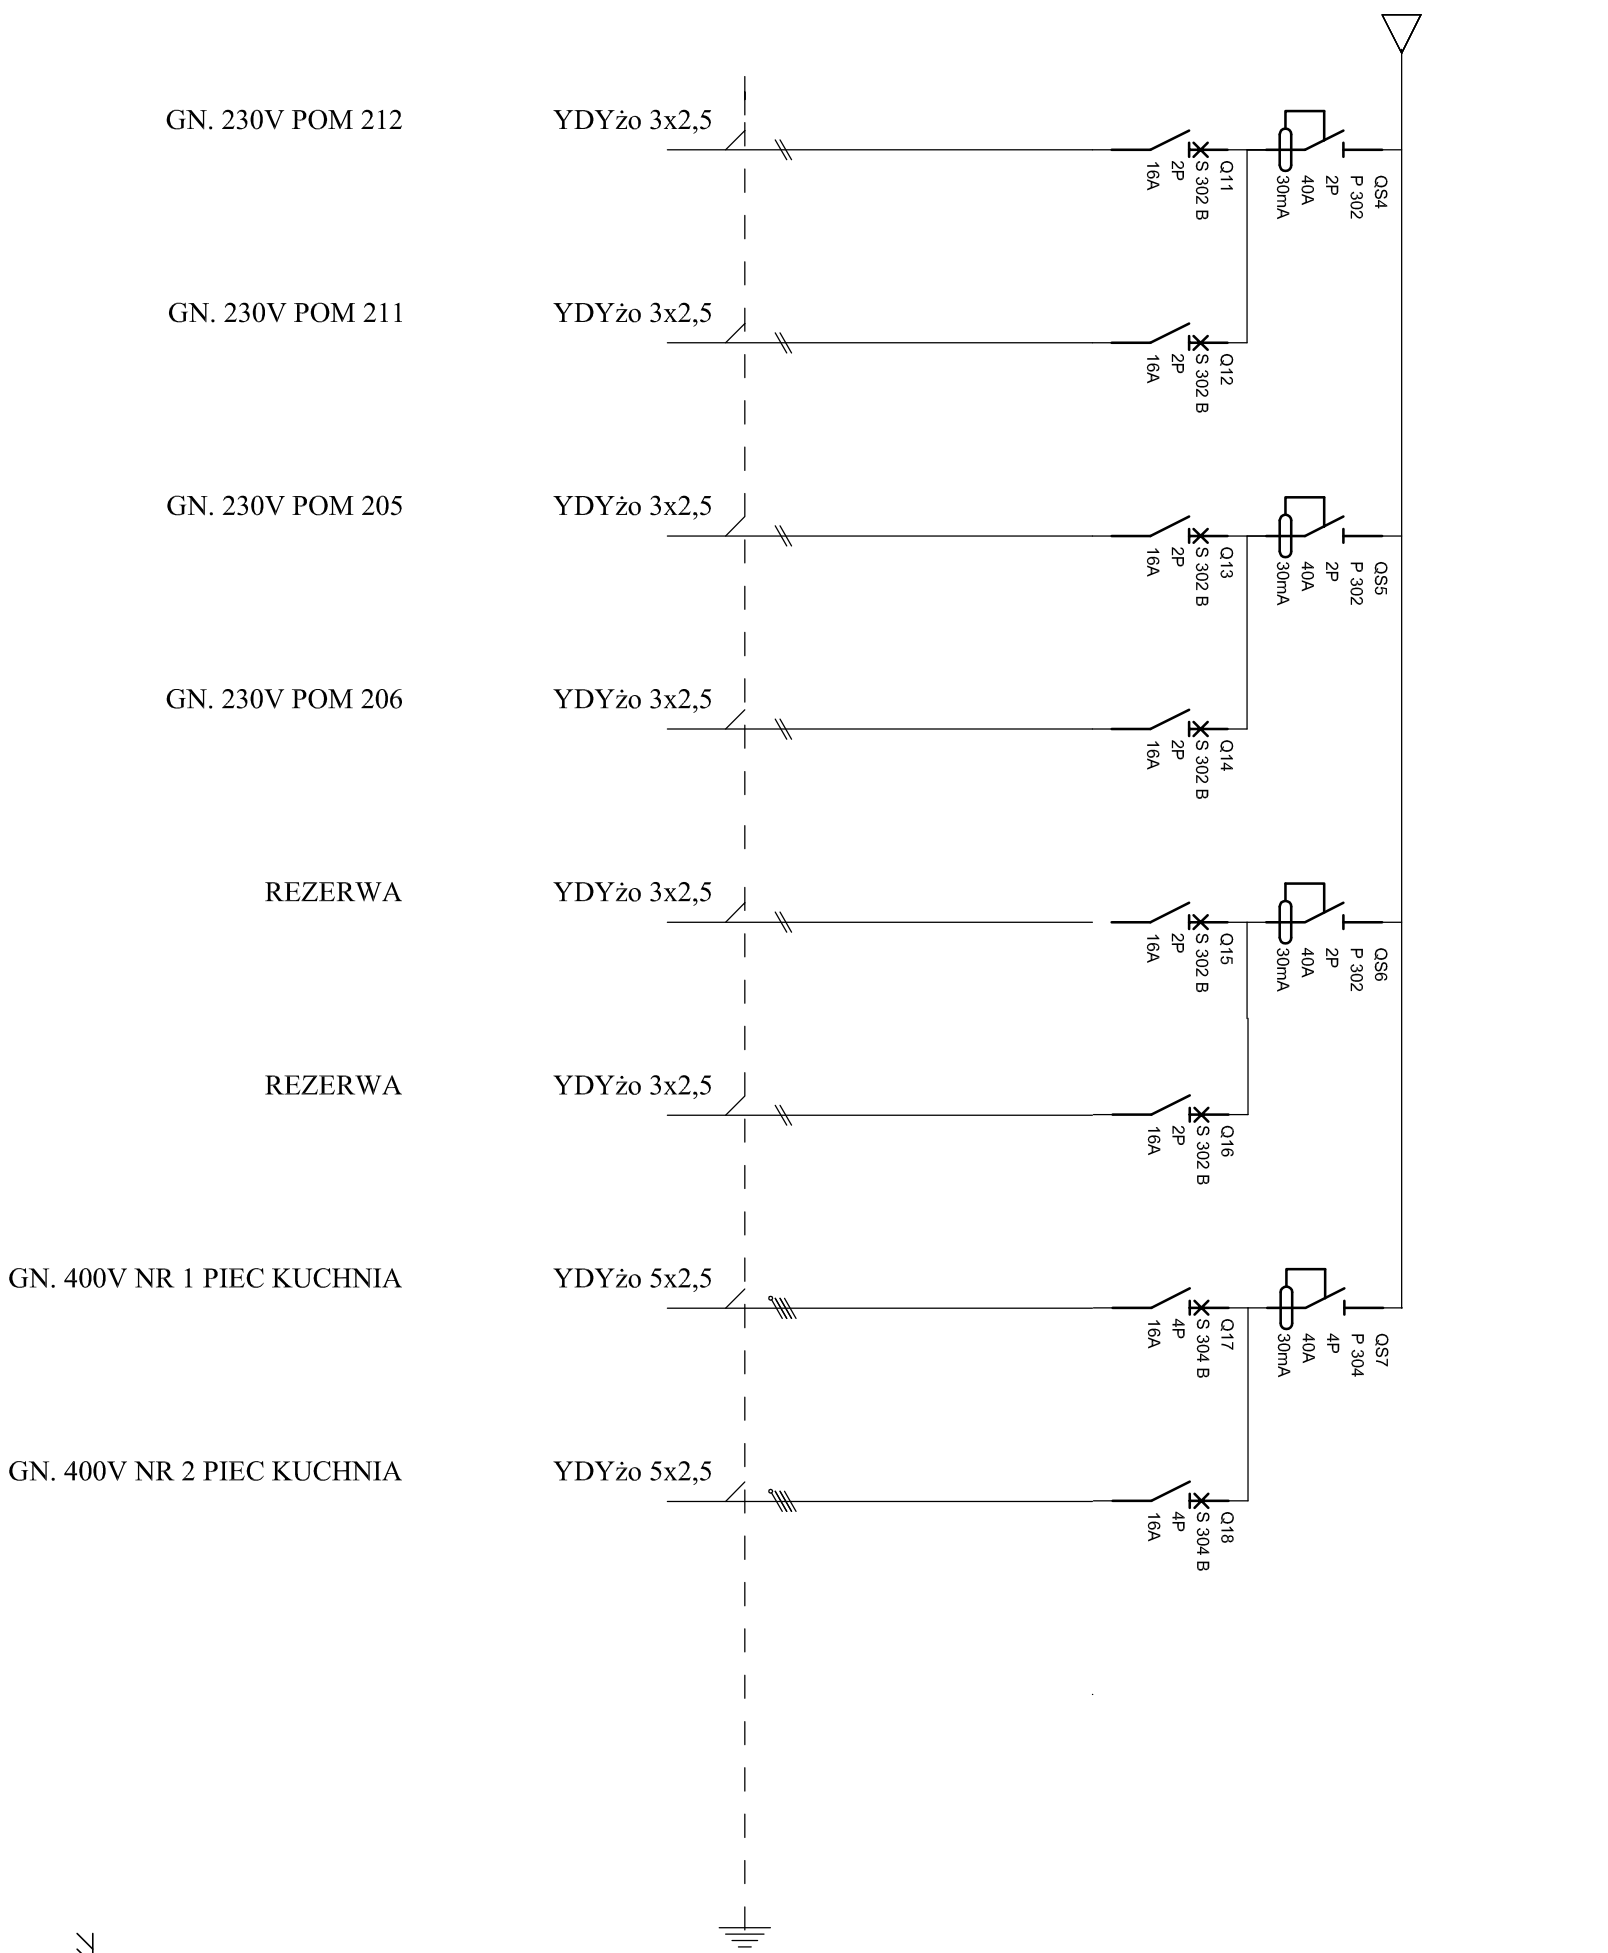 GN. 230V POM 212
YDYżo 3x2,5
16A
2P
S 302 B
Q11
30mA
40A
2P
P 302
QS4
GN. 230V POM 211
YDYżo 3x2,5
16A
2P
S 302 B
Q12
GN. 230V POM 205
YDYżo 3x2,5
16A
2P
S 302 B
Q13
30mA
40A
2P
P 302
QS5
GN. 230V POM 206
YDYżo 3x2,5
16A
2P
S 302 B
Q14
REZERWA
YDYżo 3x2,5
16A
2P
S 302 B
Q15
30mA
40A
2P
P 302
QS6
REZERWA
YDYżo 3x2,5
16A
2P
S 302 B
Q16
GN. 400V NR 1 PIEC KUCHNIA
YDYżo 5x2,5
16A
4P
S 304 B
Q17
30mA
40A
4P
P 304
QS7
GN. 400V NR 2 PIEC KUCHNIA
YDYżo 5x2,5
16A
4P
S 304 B
Q18